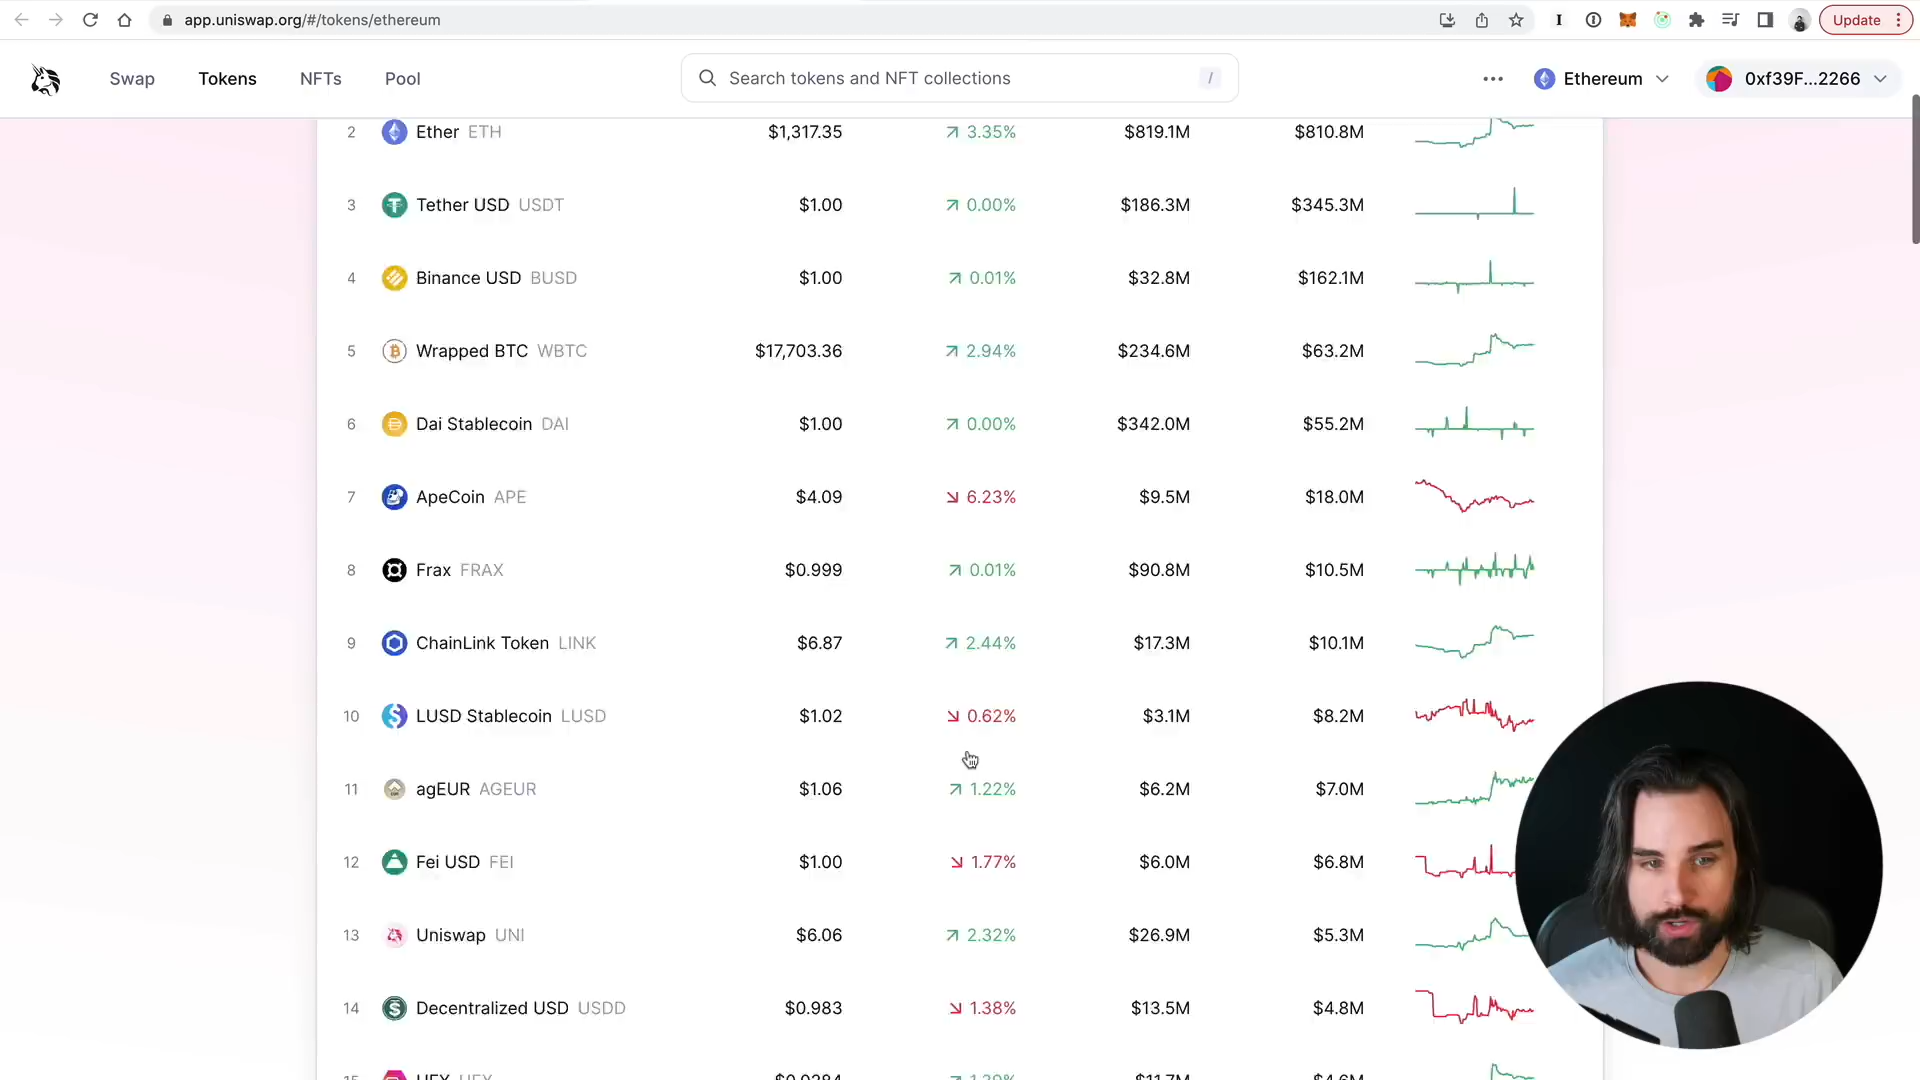 app.uniswap.org/#/tokens/ethereum
Update
Swap
Tokens
NFTs
Pool
Search tokens and NFT collections
/
Ethereum
0xf39F...2266
2 Ether ETH $1,317.35 3.35% $819.1M $810.8M
3 Tether USD USDT $1.00 0.00% $186.3M $345.3M
4 Binance USD BUSD $1.00 0.01% $32.8M $162.1M
5 Wrapped BTC WBTC $17,703.36 2.94% $234.6M $63.2M
6 Dai Stablecoin DAI $1.00 0.00% $342.0M $55.2M
7 ApeCoin APE $4.09 6.23% $9.5M $18.0M
8 Frax FRAX $0.999 0.01% $90.8M $10.5M
9 ChainLink Token LINK $6.87 2.44% $17.3M $10.1M
10 LUSD Stablecoin LUSD $1.02 0.62% $3.1M $8.2M
11 agEUR AGEUR $1.06 1.22% $6.2M $7.0M
12 Fei USD FEI $1.00 1.77% $6.0M $6.8M
13 Uniswap UNI $6.06 2.32% $26.9M $5.3M
14 Decentralized USD USDD $0.983 1.38% $13.5M $4.8M